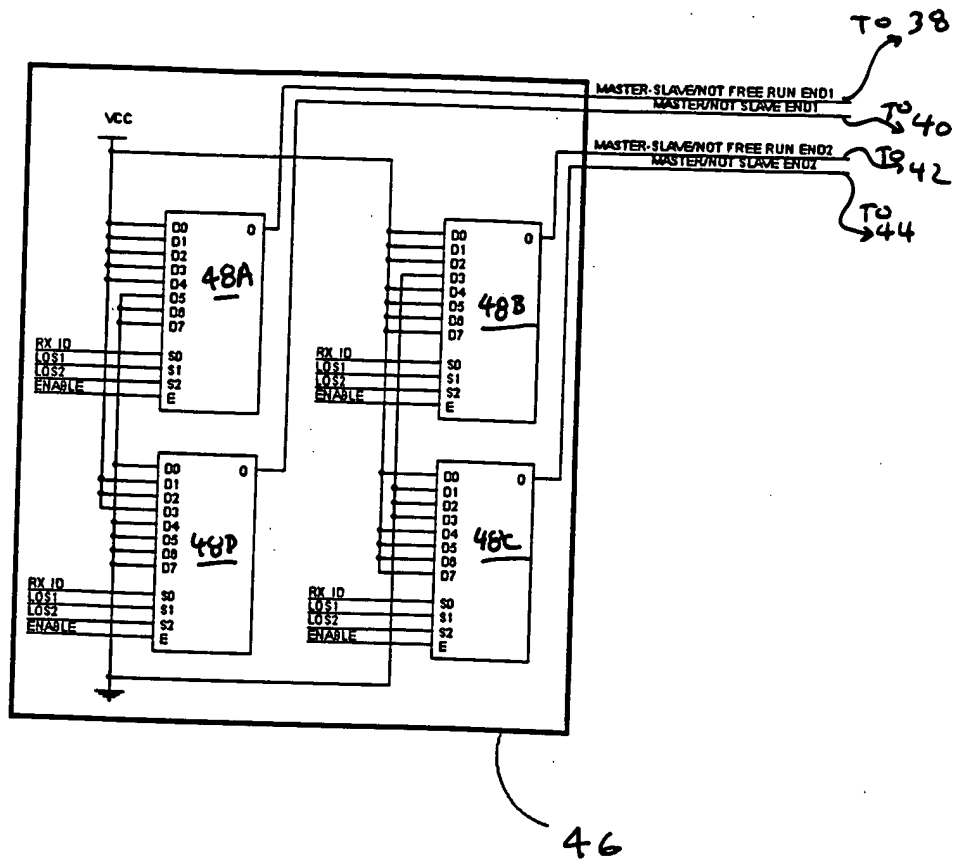 TO 38
MASTER-SLAVE/NOT FREE RUN END1
MASTER/NOT SLAVE END1
TO 40
MASTER-SLAVE/NOT FREE RUN END2
TO 42
MASTER/NOT SLAVE END2
TO 44
VCC
D0 O
D1
D2
D3
D4
D5
D6
D7
48A
RX ID S0
LOS1 S1
LOS2 S2
ENABLE E
D0 O
D1
D2
D3
D4
D5
D6
D7
48B
RX ID S0
LOS1 S1
LOS2 S2
ENABLE E
D0 O
D1
D2
D3
D4
D5
D6
D7
48D
RX ID S0
LOS1 S1
LOS2 S2
ENABLE E
D0 O
D1
D2
D3
D4
D5
D6
D7
48C
RX ID S0
LOS1 S1
LOS2 S2
ENABLE E
46